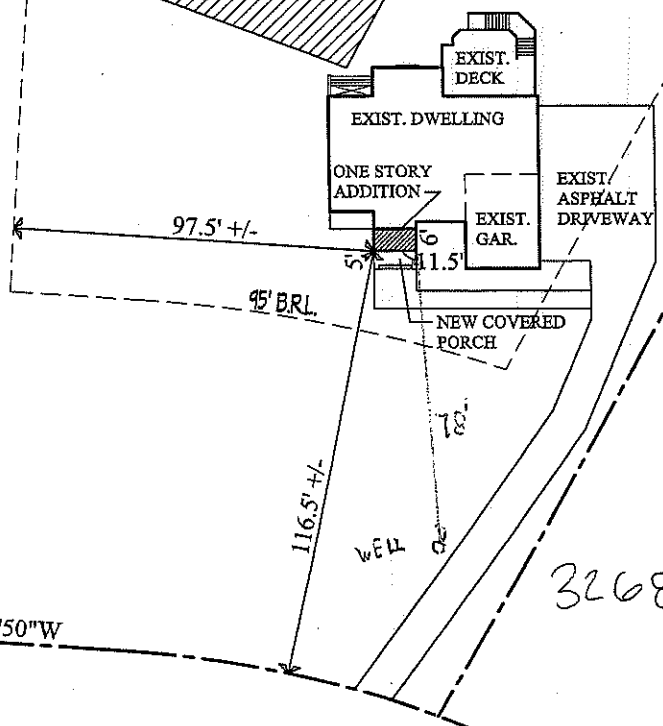 EXIST.
DECK
EXIST. DWELLING
ONE STORY
ADDITION
EXIST.
ASPHALT
DRIVEWAY
EXIST.
GAR.
97.5' +/-
6'
5'
11.5'
95' B.R.L.
NEW COVERED
PORCH
78'
116.5' +/-
WELL
3268
'50"W